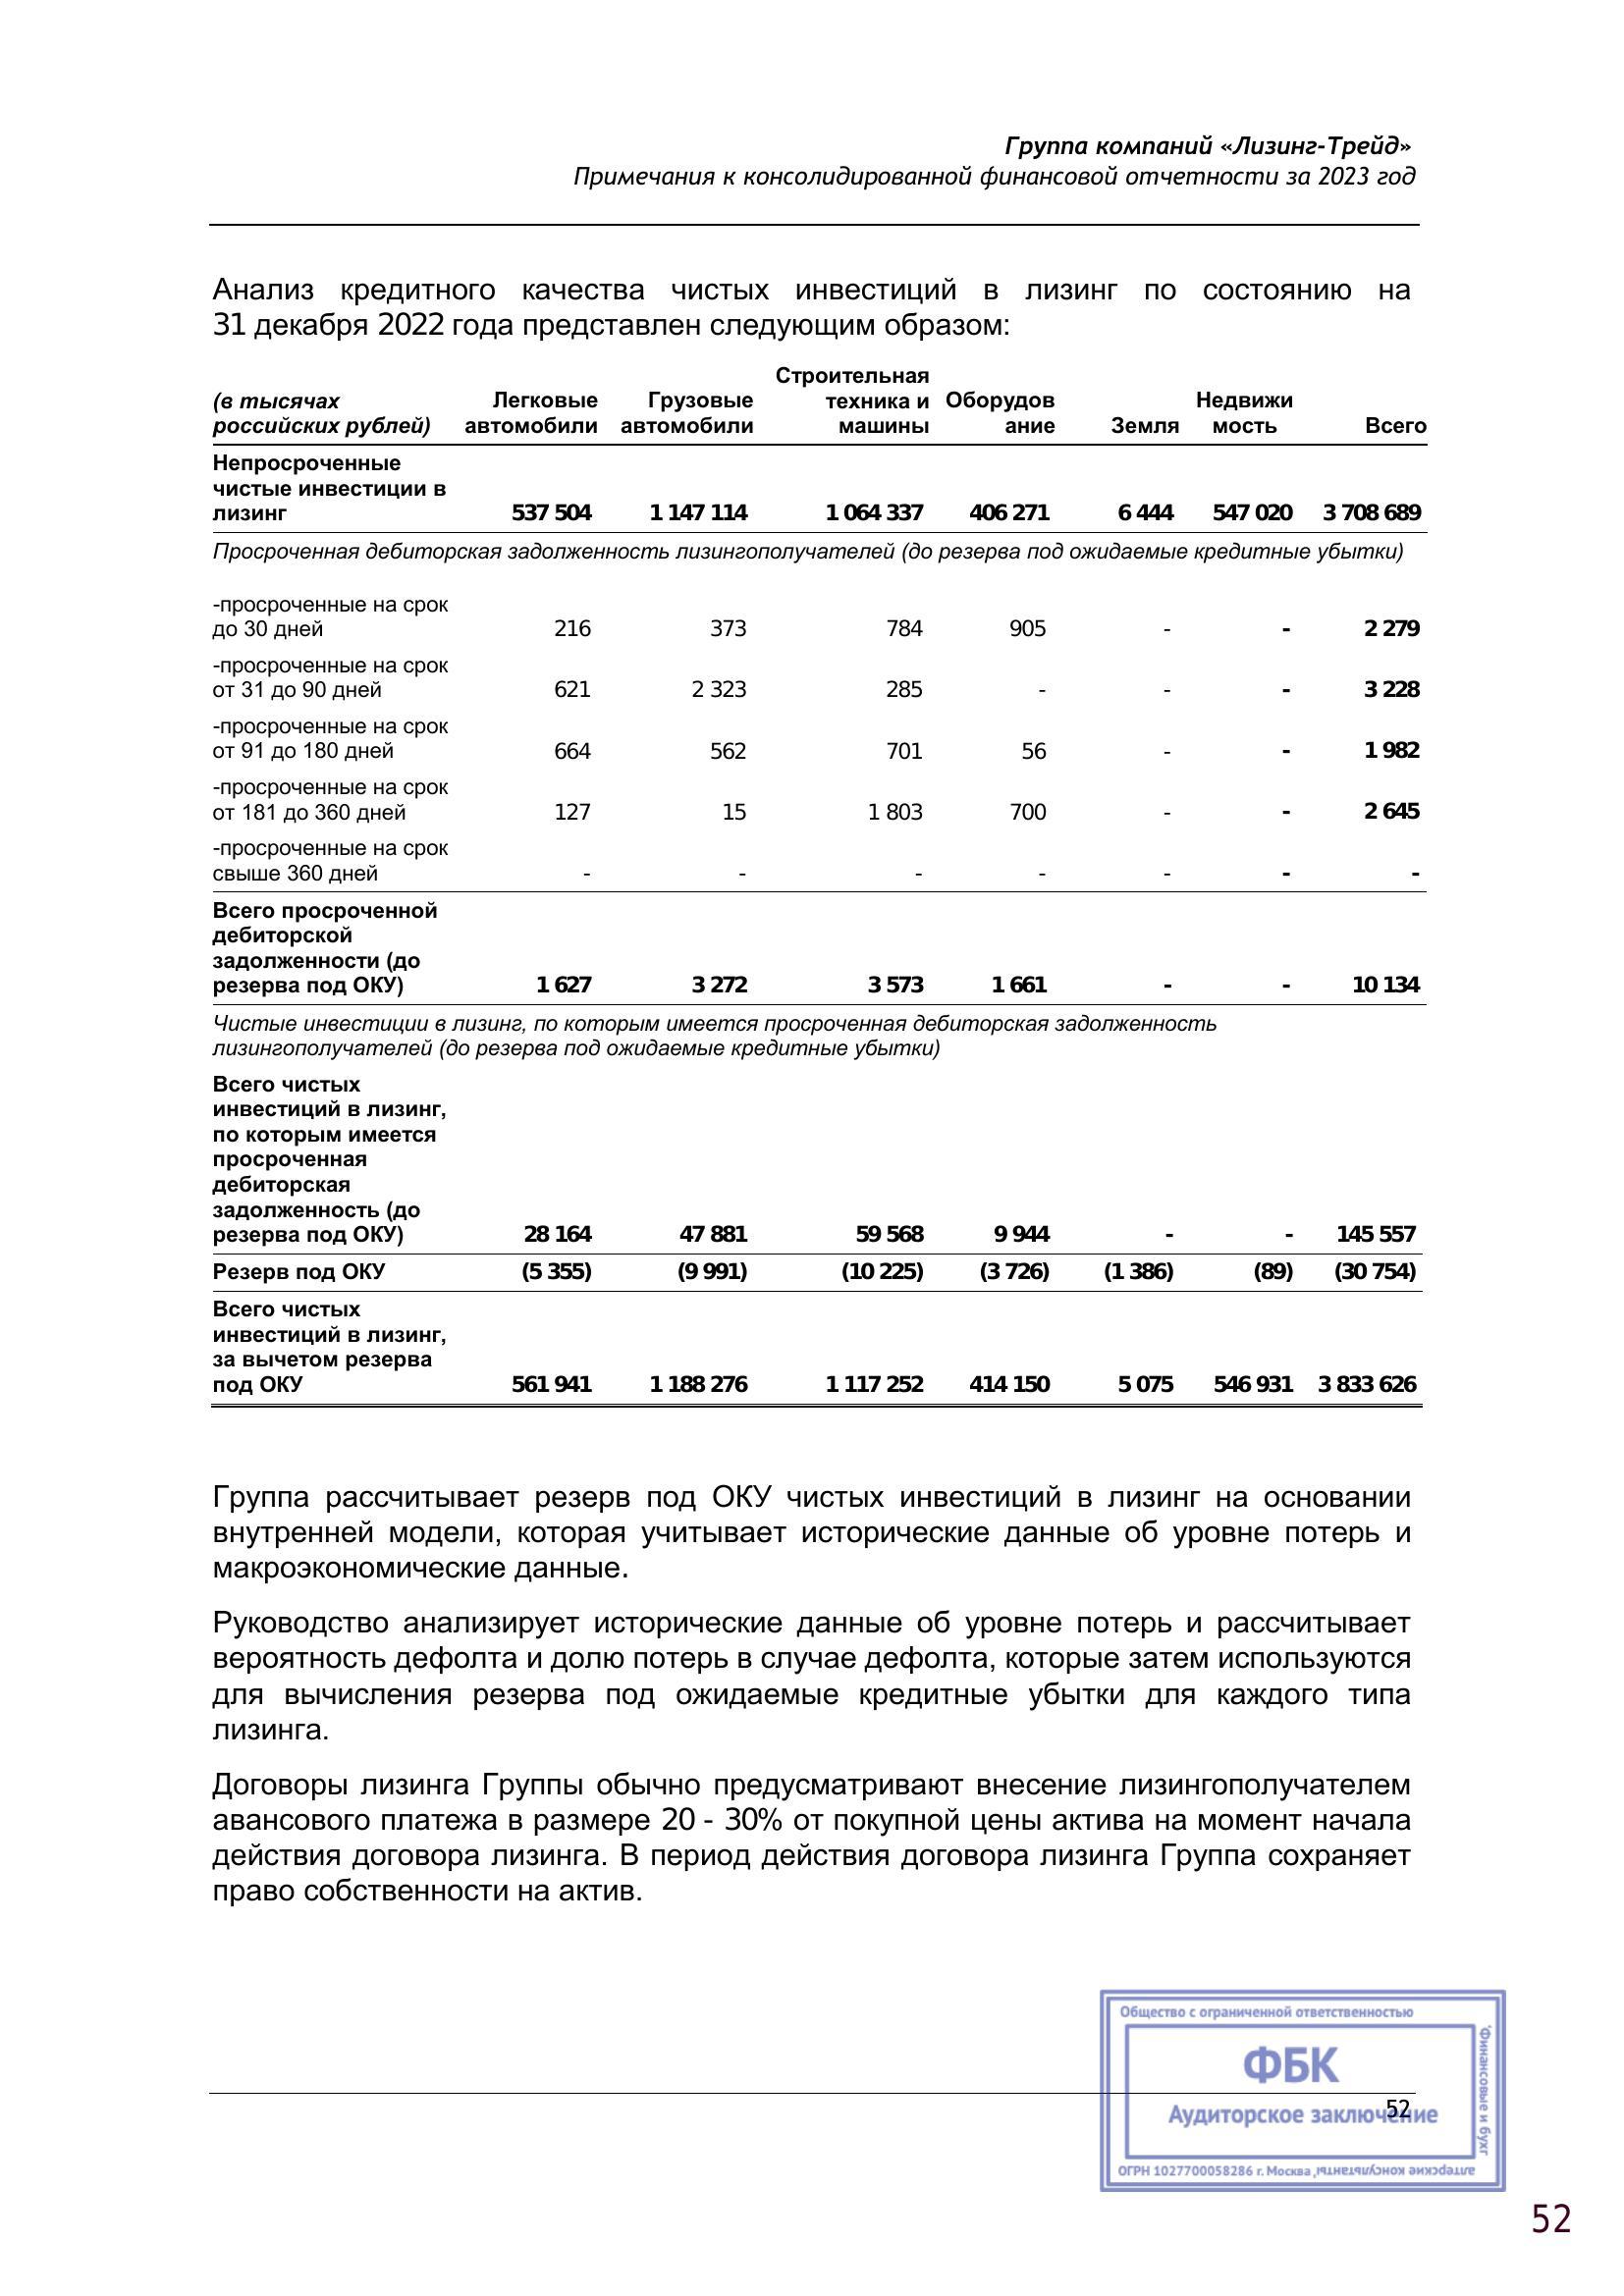 Группа компаний «Лизинг-Трейд»
Примечания к консолидированной финансовой отчетности за 2023 год
Анализ кредитного качества чистых инвестиций в лизинг по состоянию на
31 декабря 2022 года представлен следующим образом:
(в тысячах российских рублей) Легковые автомобили Грузовые автомобили Строительная техника и машины Оборудов ание Земля Недвижи мость Всего
Непросроченные
чистые инвестиции в
лизинг 537 504 1 147 114 1 064 337 406 271 6 444 547 020 3 708 689
Просроченная дебиторская задолженность лизингополучателей (до резерва под ожидаемые кредитные убытки)
-просроченные на срок
до 30 дней 216 373 784 905 - - 2 279
-просроченные на срок
от 31 до 90 дней 621 2 323 285 - - - 3 228
-просроченные на срок
от 91 до 180 дней 664 562 701 56 - - 1 982
-просроченные на срок
от 181 до 360 дней 127 15 1 803 700 - - 2 645
-просроченные на срок
свыше 360 дней - - - - - - -
Всего просроченной
дебиторской
задолженности (до
резерва под ОКУ) 1 627 3 272 3 573 1 661 - - 10 134
Чистые инвестиции в лизинг, по которым имеется просроченная дебиторская задолженность
лизингополучателей (до резерва под ожидаемые кредитные убытки)
Всего чистых
инвестиций в лизинг,
по которым имеется
просроченная
дебиторская
задолженность (до
резерва под ОКУ) 28 164 47 881 59 568 9 944 - - 145 557
Резерв под ОКУ (5 355) (9 991) (10 225) (3 726) (1 386) (89) (30 754)
Всего чистых
инвестиций в лизинг,
за вычетом резерва
под ОКУ 561 941 1 188 276 1 117 252 414 150 5 075 546 931 3 833 626
Группа рассчитывает резерв под ОКУ чистых инвестиций в лизинг на основании
внутренней модели, которая учитывает исторические данные об уровне потерь и
макроэкономические данные.
Руководство анализирует исторические данные об уровне потерь и рассчитывает
вероятность дефолта и долю потерь в случае дефолта, которые затем используются
для вычисления резерва под ожидаемые кредитные убытки для каждого типа
лизинга.
Договоры лизинга Группы обычно предусматривают внесение лизингополучателем
авансового платежа в размере 20 - 30% от покупной цены актива на момент начала
действия договора лизинга. В период действия договора лизинга Группа сохраняет
право собственности на актив.
Общество с ограниченной ответственностью
"Финансовые и бухг
алтерские консультанты,
ОГРН 1027700058286 г. Москва
ФБК
Аудиторское заключение
52
52